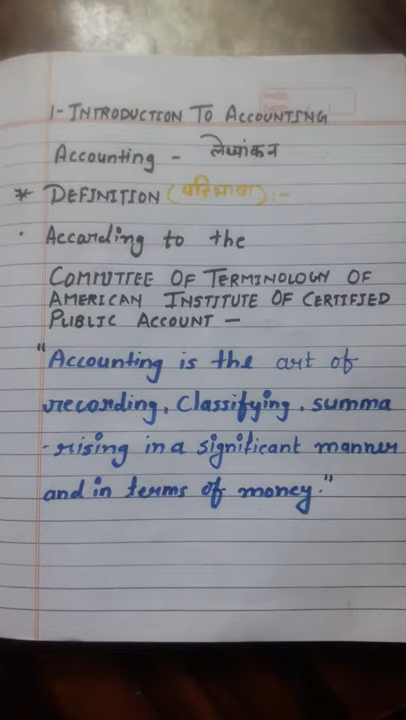 1- INTRODUCTION TO ACCOUNTING
Accounting - लेख्यांकन
* DEFINITION (परिभाषा) :-
· According to the
COMMITTEE OF TERMINOLOGY OF
AMERICAN INSTITUTE OF CERTIFIED
PUBLIC ACCOUNT -
"Accounting is the art of
recording, Classifying, summa
-rising in a significant manner
and in terms of money."